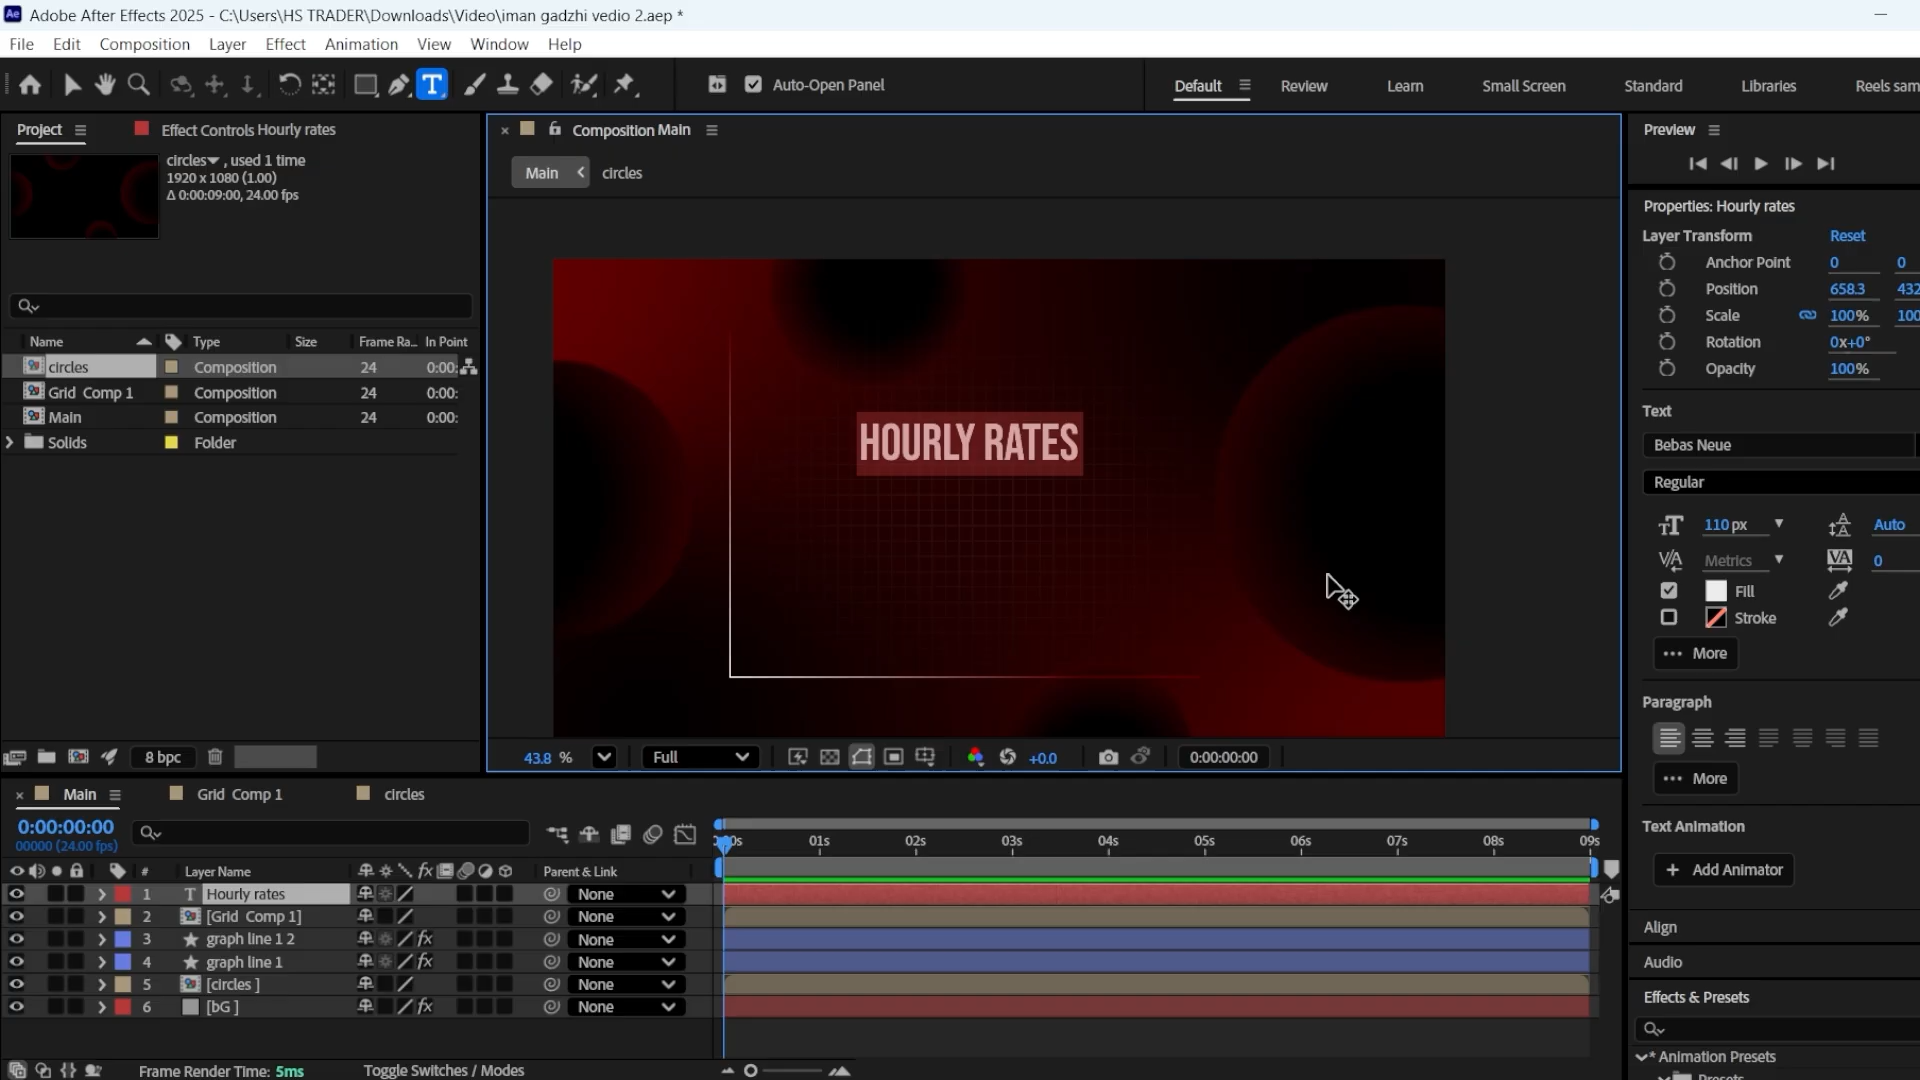 Ae Adobe After Effects 2025 - C:\Users\HS TRADER\Downloads\Video\iman gadzhi vedio 2.aep *
File Edit Composition Layer Effect Animation View Window Help
T Auto-Open Panel Default Review Learn Small Screen Standard Libraries Reels sam
Project Effect Controls Hourly rates
circles , used 1 time
1920 x 1080 (1.00)
Δ 0:00:09:00, 24.00 fps
Name Type Size Frame Ra... In Point
circles Composition 24 0:00:
Grid Comp 1 Composition 24 0:00:
Main Composition 24 0:00:
Solids Folder
8 bpc
× Composition Main
Main circles
HOURLY RATES
43.8 % Full +0.0 0:00:00:00
Preview
Properties: Hourly rates
Layer Transform Reset
Anchor Point 0 0
Position 658.3 432
Scale 100% 100
Rotation 0x+0°
Opacity 100%
Text
Bebas Neue
Regular
110 px Auto
Metrics 0
Fill
Stroke
More
Paragraph
More
Text Animation
+ Add Animator
Align
Audio
Effects & Presets
* Animation Presets
Presets
× Main Grid Comp 1 circles
0:00:00:00
00000 (24.00 fps)
01s 02s 03s 04s 05s 06s 07s 08s 09s
# Layer Name fx Parent & Link
1 T Hourly rates None
2 [Grid Comp 1] None
3 graph line 1 2 fx None
4 graph line 1 fx None
5 [circles ] None
6 [bG ] fx None
Frame Render Time: 5ms Toggle Switches / Modes